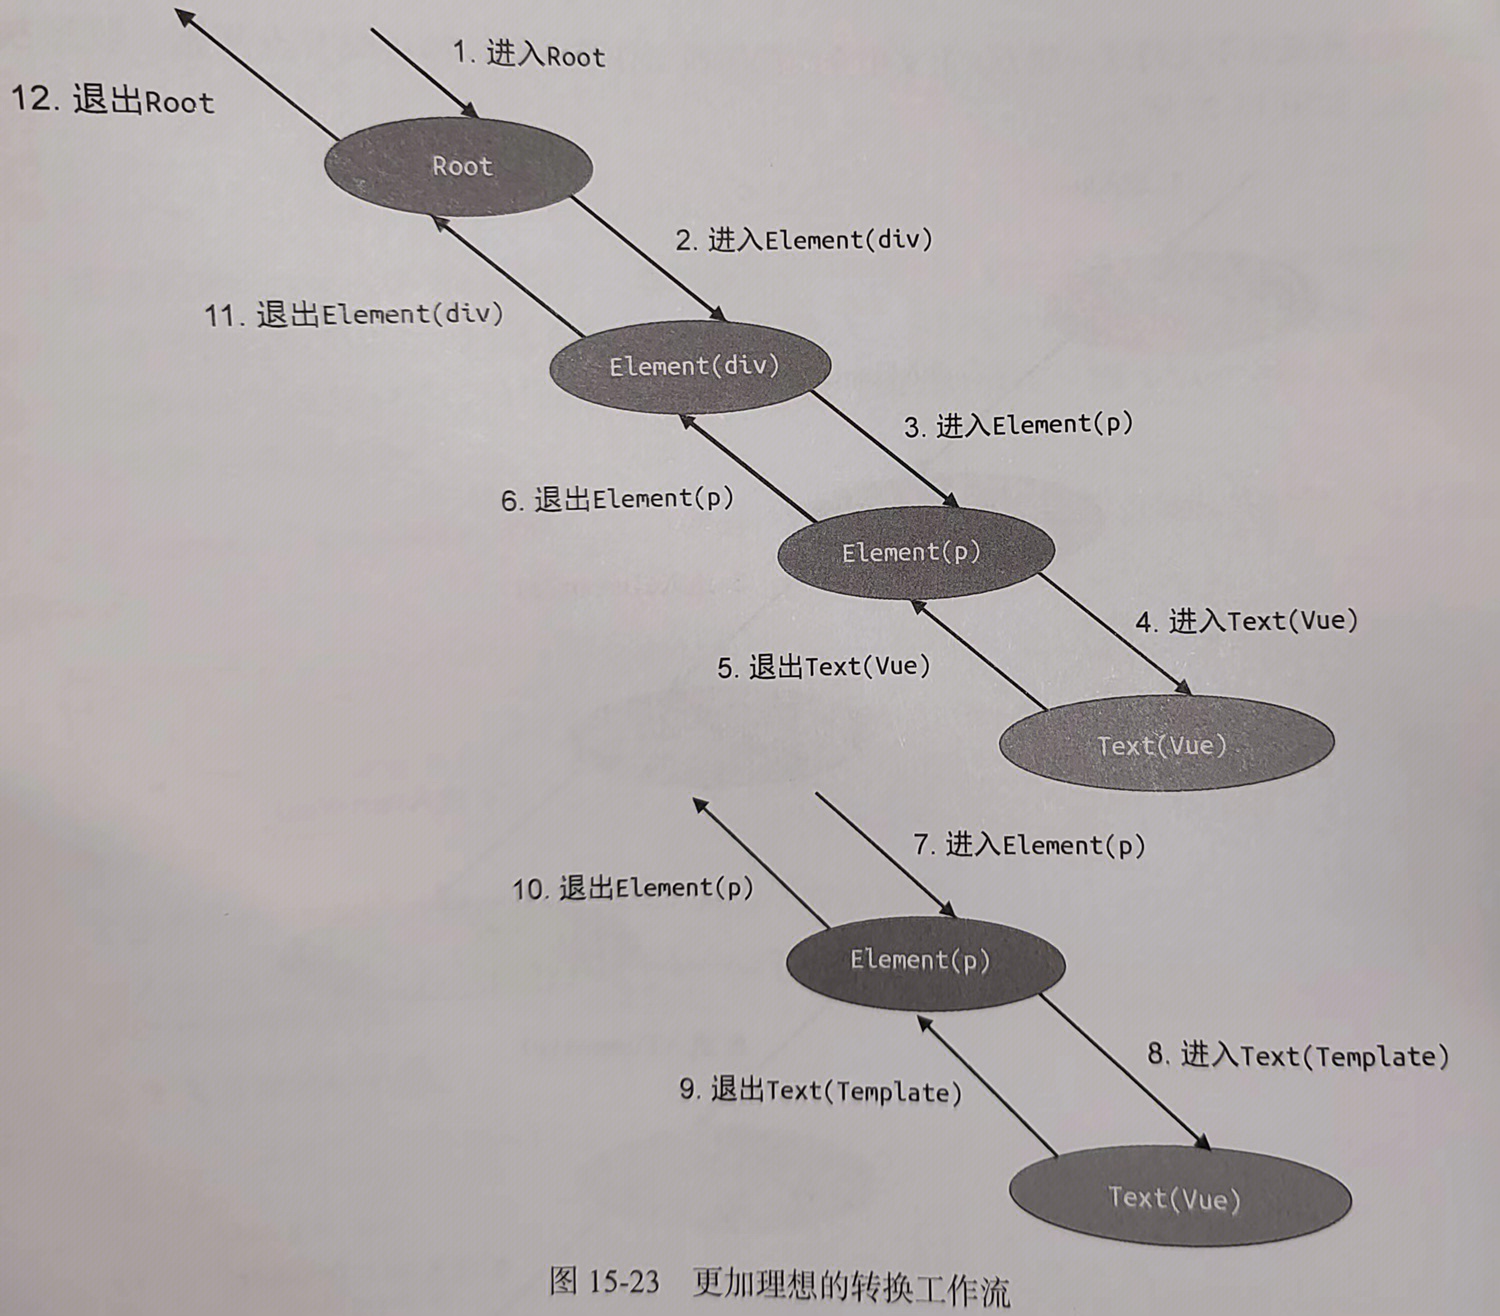 1. 进入Root
12. 退出Root
Root
2. 进入Element(div)
11. 退出Element(div)
Element(div)
3. 进入Element(p)
6. 退出Element(p)
Element(p)
4. 进入Text(Vue)
5. 退出Text(Vue)
Text(Vue)
7. 进入Element(p)
10. 退出Element(p)
Element(p)
8. 进入Text(Template)
9. 退出Text(Template)
Text(Vue)
图 15-23 更加理想的转换工作流